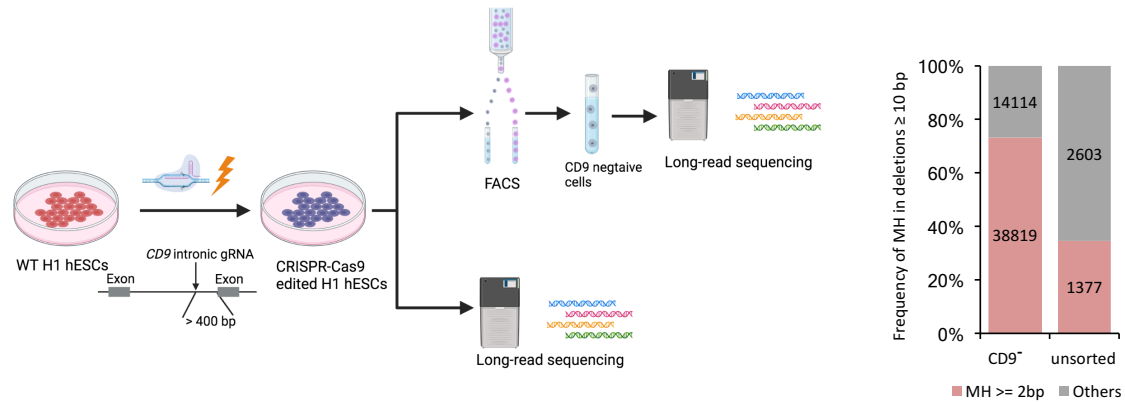 WT H1 hESCs
CD9 intronic gRNA
Exon
Exon
> 400 bp
CRISPR-Cas9
edited H1 hESCs
FACS
CD9 negtaive
cells
Long-read sequencing
Long-read sequencing
Frequency of MH in deletions ≥ 10 bp
100%
80%
60%
40%
20%
0%
14114
38819
2603
1377
CD9⁻
unsorted
MH >= 2bp
Others